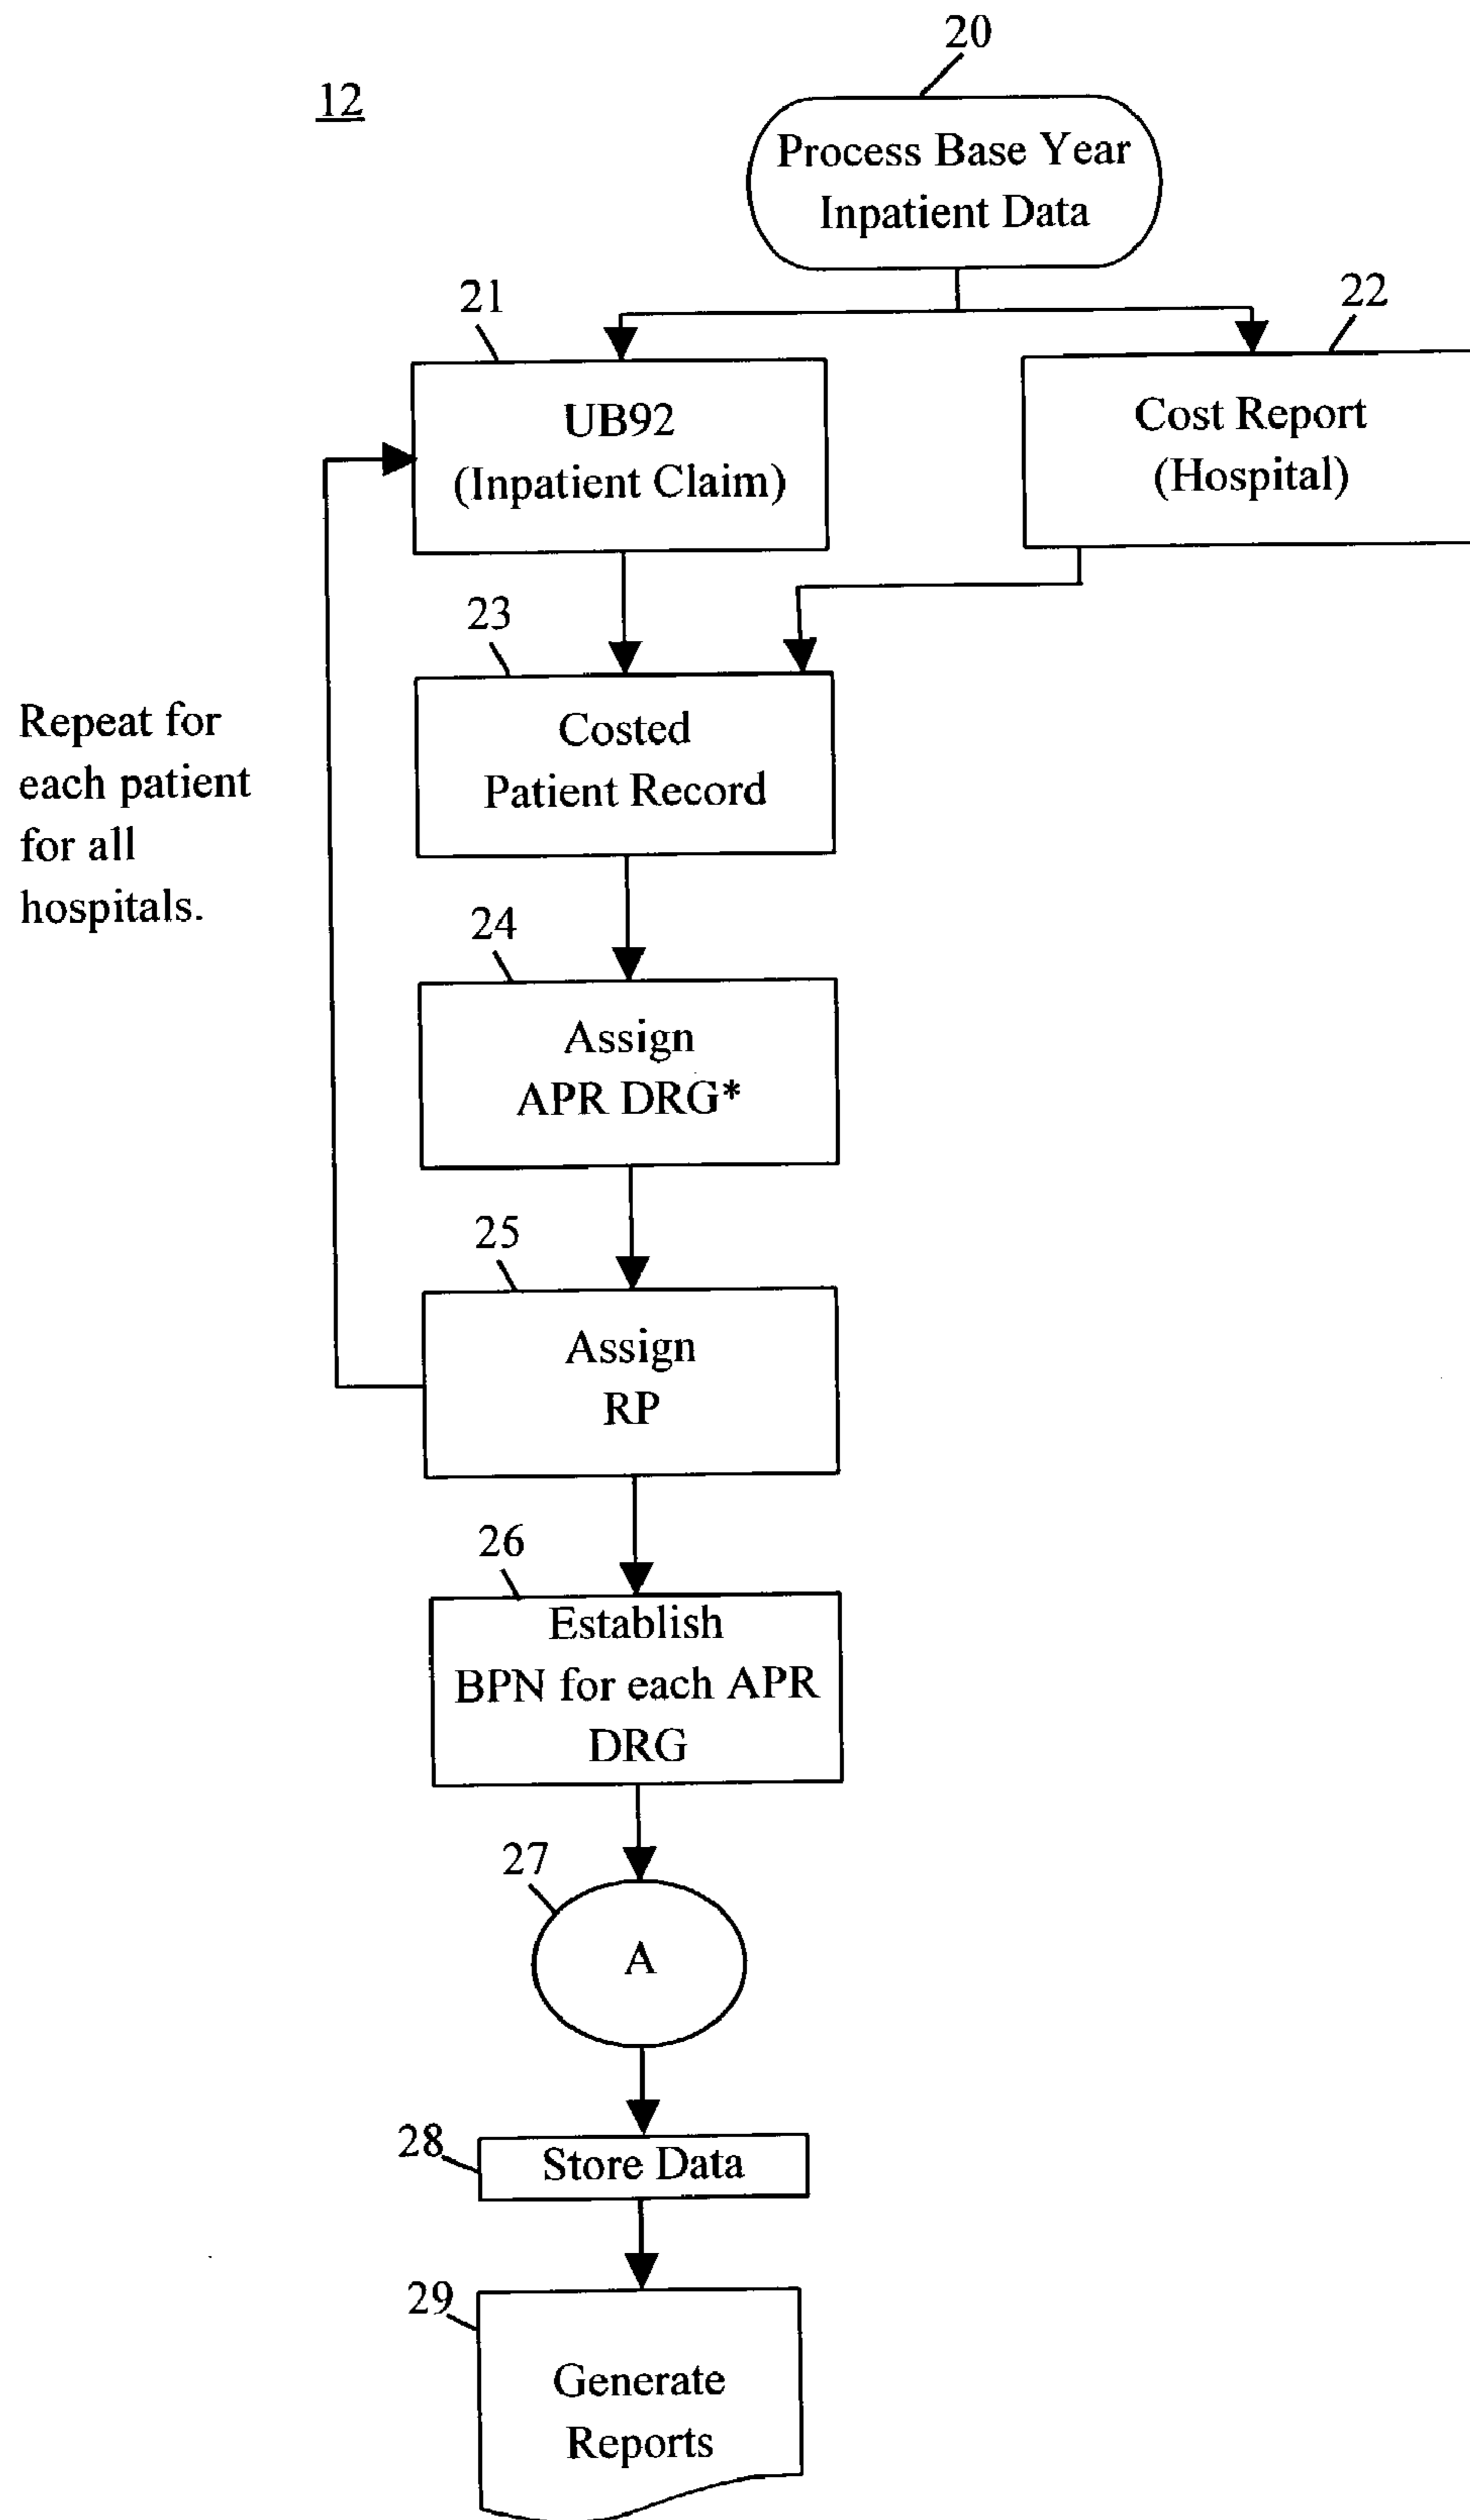 20
12
Process Base Year
Inpatient Data
21
22
UB92
(Inpatient Claim)
Cost Report
(Hospital)
23
Costed
Patient Record
Repeat for
each patient
for all
hospitals.
24
Assign
APR DRG*
25
Assign
RP
26
Establish
BPN for each APR
DRG
27
A
28
Store Data
29
Generate
Reports